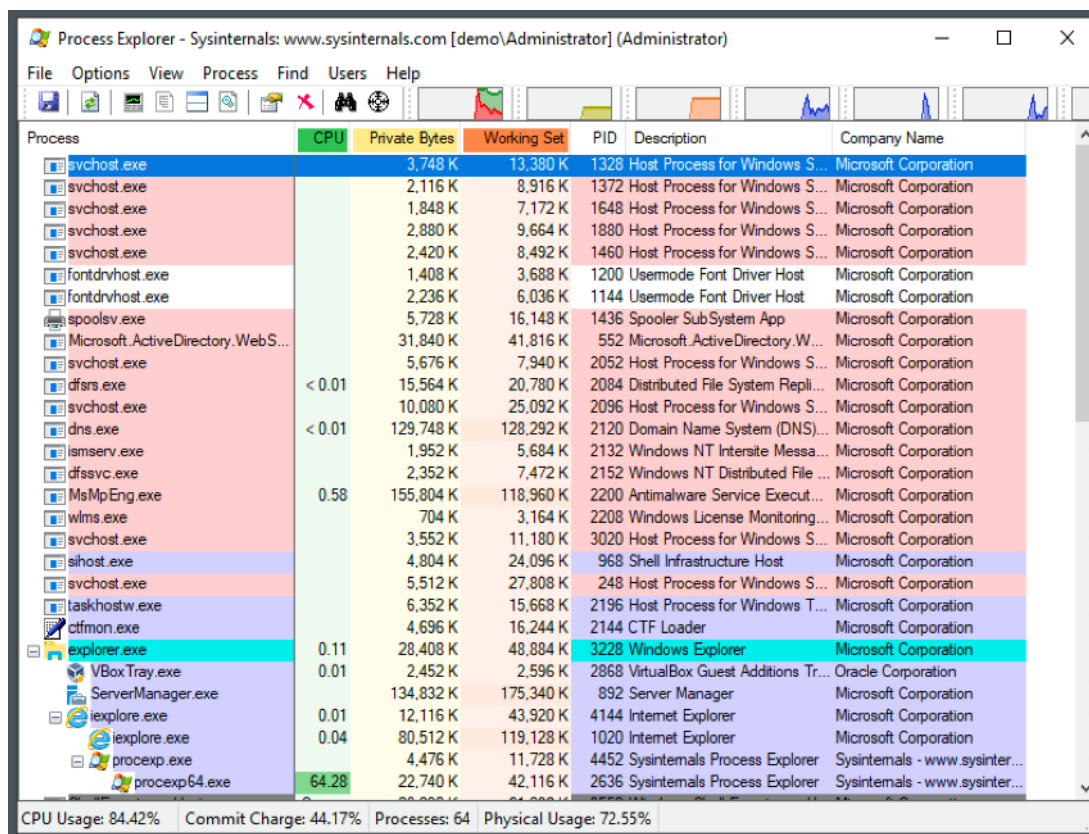 Process Explorer - Sysinternals: www.sysinternals.com [demo\Administrator] (Administrator)
File Options View Process Find Users Help
Process CPU Private Bytes Working Set PID Description Company Name
svchost.exe 3,748 K 13,380 K 1328 Host Process for Windows S... Microsoft Corporation
svchost.exe 2,116 K 8,916 K 1372 Host Process for Windows S... Microsoft Corporation
svchost.exe 1,848 K 7,172 K 1648 Host Process for Windows S... Microsoft Corporation
svchost.exe 2,880 K 9,664 K 1880 Host Process for Windows S... Microsoft Corporation
svchost.exe 2,420 K 8,492 K 1460 Host Process for Windows S... Microsoft Corporation
fontdrvhost.exe 1,408 K 3,688 K 1200 Usermode Font Driver Host Microsoft Corporation
fontdrvhost.exe 2,236 K 6,036 K 1144 Usermode Font Driver Host Microsoft Corporation
spoolsv.exe 5,728 K 16,148 K 1436 Spooler SubSystem App Microsoft Corporation
Microsoft.ActiveDirectory.WebS... 31,840 K 41,816 K 552 Microsoft.ActiveDirectory.W... Microsoft Corporation
svchost.exe 5,676 K 7,940 K 2052 Host Process for Windows S... Microsoft Corporation
dfsrs.exe < 0.01 15,564 K 20,780 K 2084 Distributed File System Repli... Microsoft Corporation
svchost.exe 10,080 K 25,092 K 2096 Host Process for Windows S... Microsoft Corporation
dns.exe < 0.01 129,748 K 128,292 K 2120 Domain Name System (DNS)... Microsoft Corporation
ismserv.exe 1,952 K 5,684 K 2132 Windows NT Intersite Messa... Microsoft Corporation
dfssvc.exe 2,352 K 7,472 K 2152 Windows NT Distributed File ... Microsoft Corporation
MsMpEng.exe 0.58 155,804 K 118,960 K 2200 Antimalware Service Execut... Microsoft Corporation
wlms.exe 704 K 3,164 K 2208 Windows License Monitoring... Microsoft Corporation
svchost.exe 3,552 K 11,180 K 3020 Host Process for Windows S... Microsoft Corporation
sihost.exe 4,804 K 24,096 K 968 Shell Infrastructure Host Microsoft Corporation
svchost.exe 5,512 K 27,808 K 248 Host Process for Windows S... Microsoft Corporation
taskhostw.exe 6,352 K 15,668 K 2196 Host Process for Windows T... Microsoft Corporation
ctfmon.exe 4,696 K 16,244 K 2144 CTF Loader Microsoft Corporation
explorer.exe 0.11 28,408 K 48,884 K 3228 Windows Explorer Microsoft Corporation
VBoxTray.exe 0.01 2,452 K 2,596 K 2868 VirtualBox Guest Additions Tr... Oracle Corporation
ServerManager.exe 134,832 K 175,340 K 892 Server Manager Microsoft Corporation
iexplore.exe 0.01 12,116 K 43,920 K 4144 Internet Explorer Microsoft Corporation
iexplore.exe 0.04 80,512 K 119,128 K 1020 Internet Explorer Microsoft Corporation
procexp.exe 4,476 K 11,728 K 4452 Sysinternals Process Explorer Sysinternals - www.sysinter...
procexp64.exe 64.28 22,740 K 42,116 K 2636 Sysinternals Process Explorer Sysinternals - www.sysinter...
CPU Usage: 84.42% Commit Charge: 44.17% Processes: 64 Physical Usage: 72.55%